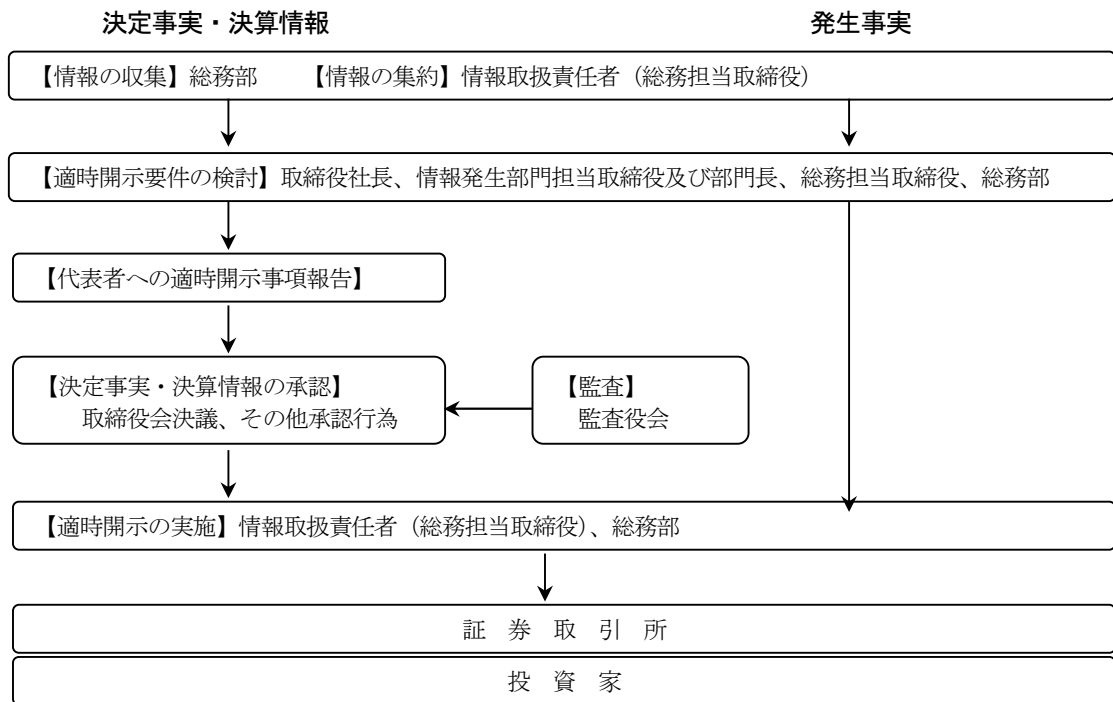 決定事実・決算情報
発生事実
【情報の収集】総務部　　【情報の集約】情報取扱責任者（総務担当取締役）
【適時開示要件の検討】取締役社長、情報発生部門担当取締役及び部門長、総務担当取締役、総務部
【代表者への適時開示事項報告】
【決定事実・決算情報の承認】
取締役会決議、その他承認行為
【監査】
監査役会
【適時開示の実施】情報取扱責任者（総務担当取締役）、総務部
証　券　取　引　所
投　資　家